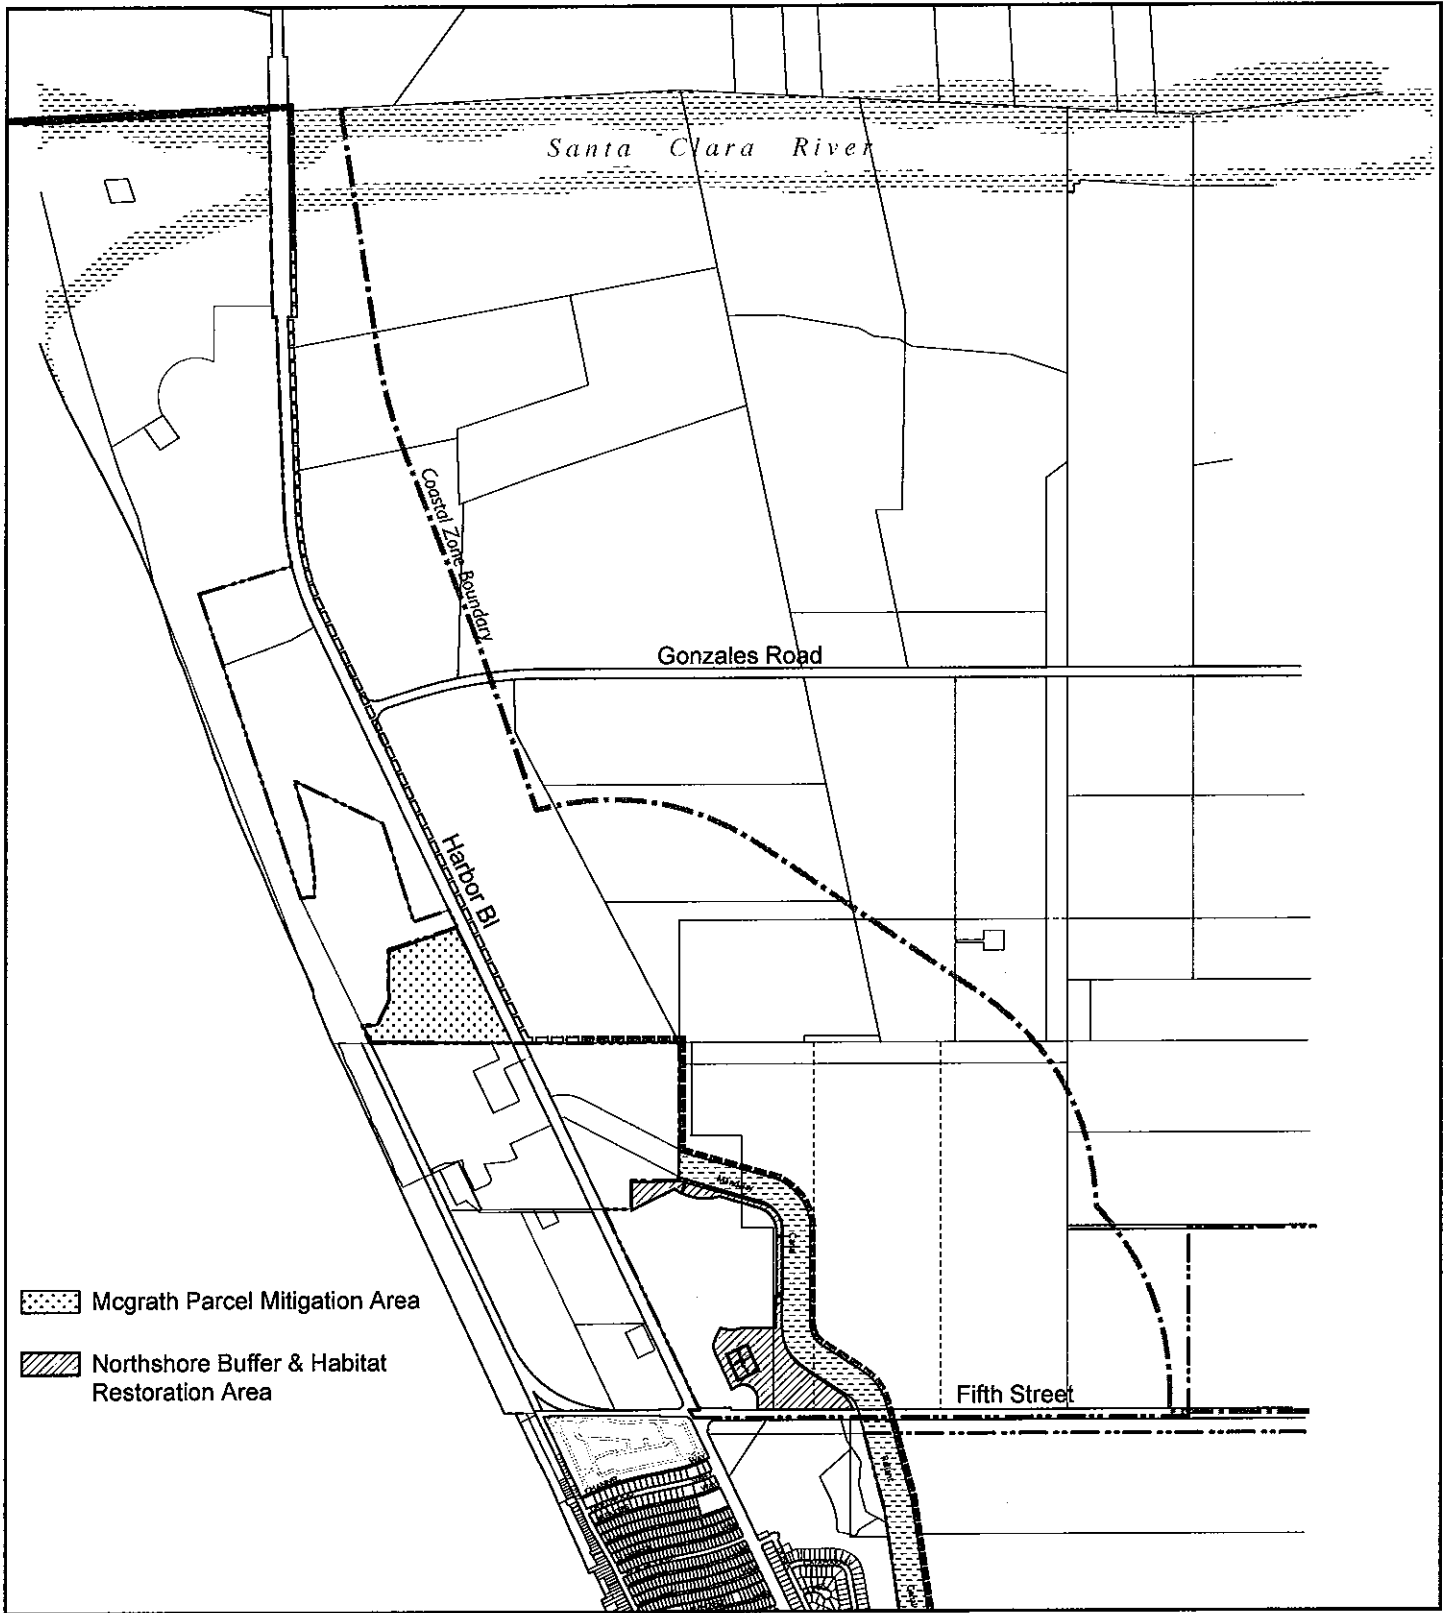 Santa Clara River
Coastal Zone Boundary
Gonzales Road
Harbor Bl
Mcgrath Parcel Mitigation Area
Northshore Buffer & Habitat
Restoration Area
Fifth Street